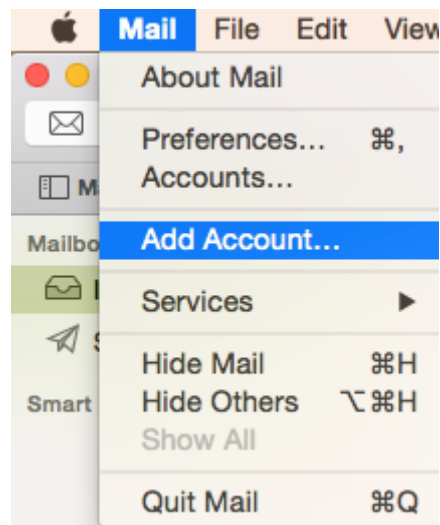 Mail File Edit View
About Mail
Preferences... ⌘,
Accounts...
Mailbo
Add Account...
Services ▶
Hide Mail ⌘H
Smart
Hide Others ⌥⌘H
Show All
Quit Mail ⌘Q